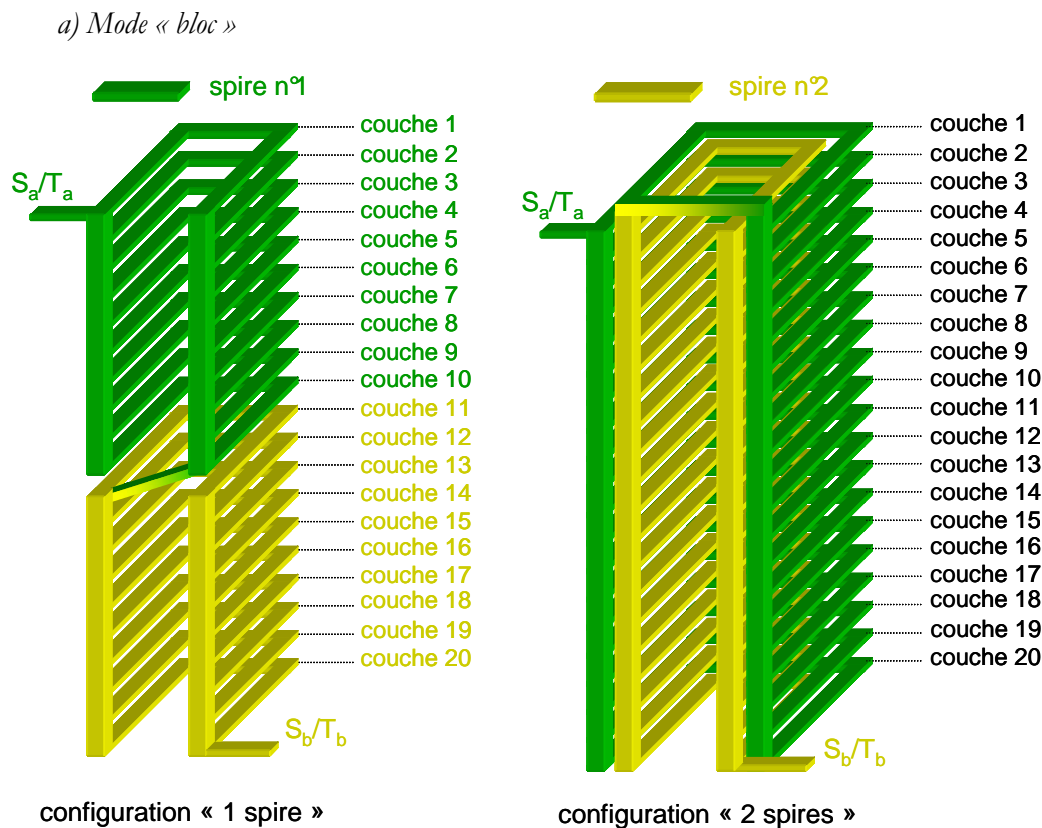 a) Mode « bloc »
spire n°1
couche 1
couche 2
couche 3
couche 4
couche 5
couche 6
couche 7
couche 8
couche 9
couche 10
couche 11
couche 12
couche 13
couche 14
couche 15
couche 16
couche 17
couche 18
couche 19
couche 20
Sa/Ta
Sb/Tb
configuration « 1 spire »
spire n°2
couche 1
couche 2
couche 3
couche 4
couche 5
couche 6
couche 7
couche 8
couche 9
couche 10
couche 11
couche 12
couche 13
couche 14
couche 15
couche 16
couche 17
couche 18
couche 19
couche 20
Sa/Ta
Sb/Tb
configuration « 2 spires »